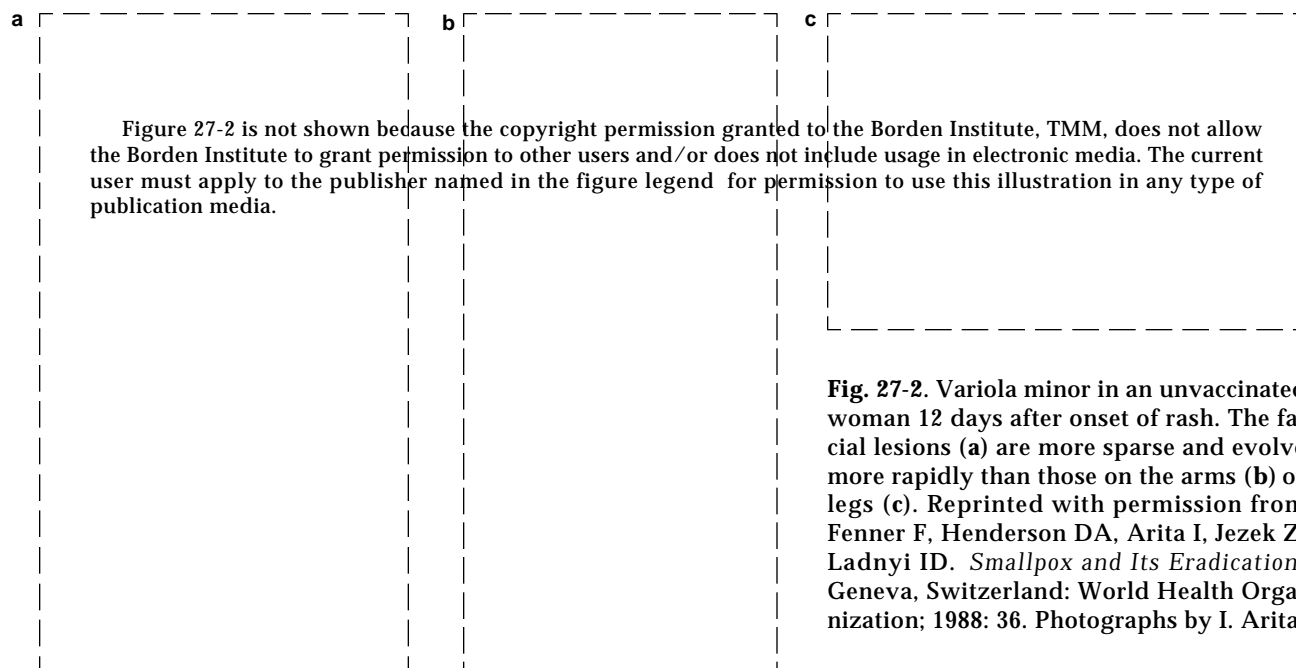 a
b
c
Figure 27-2 is not shown because the copyright permission granted to the Borden Institute, TMM, does not allow
the Borden Institute to grant permission to other users and/or does not include usage in electronic media. The current
user must apply to the publisher named in the figure legend for permission to use this illustration in any type of
publication media.
Fig. 27-2. Variola minor in an unvaccinated
woman 12 days after onset of rash. The fa
cial lesions (a) are more sparse and evolve
more rapidly than those on the arms (b) o
legs (c). Reprinted with permission from
Fenner F, Henderson DA, Arita I, Jezek Z
Ladnyi ID. Smallpox and Its Eradication
Geneva, Switzerland: World Health Orga
nization; 1988: 36. Photographs by I. Arita